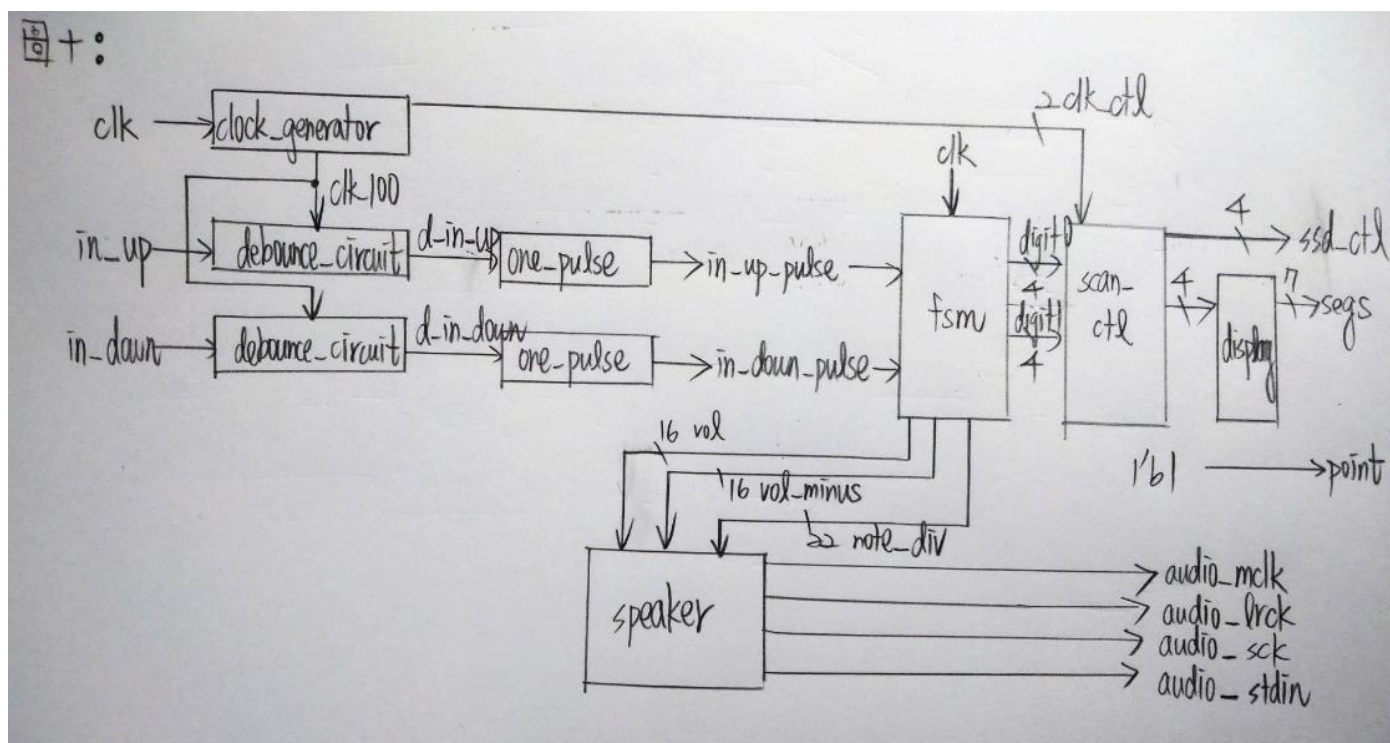 圖十:
clk
clock_generator
2 clk_ctl
clk
clk_100
in_up
debounce_circuit
d_in_up
one_pulse
in_up_pulse
fsm
digit0
4
digit1
4
scan_ctl
4
ssd_ctl
4
display
7
segs
in_down
debounce_circuit
d_in_down
one_pulse
in_down_pulse
16 vol
16 vol_minus
22 note_div
1'b1
point
speaker
audio_mclk
audio_lrck
audio_sck
audio_stdin